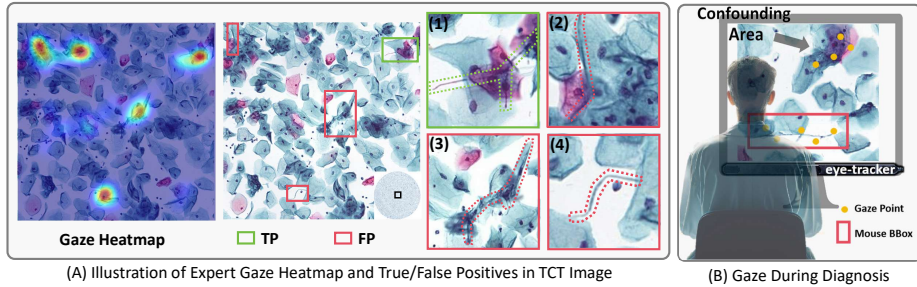 (1)
(2)
(3)
(4)
Gaze Heatmap
TP
FP
(A) Illustration of Expert Gaze Heatmap and True/False Positives in TCT Image
Confounding
Area
eye-tracker
Gaze Point
Mouse BBox
(B) Gaze During Diagnosis